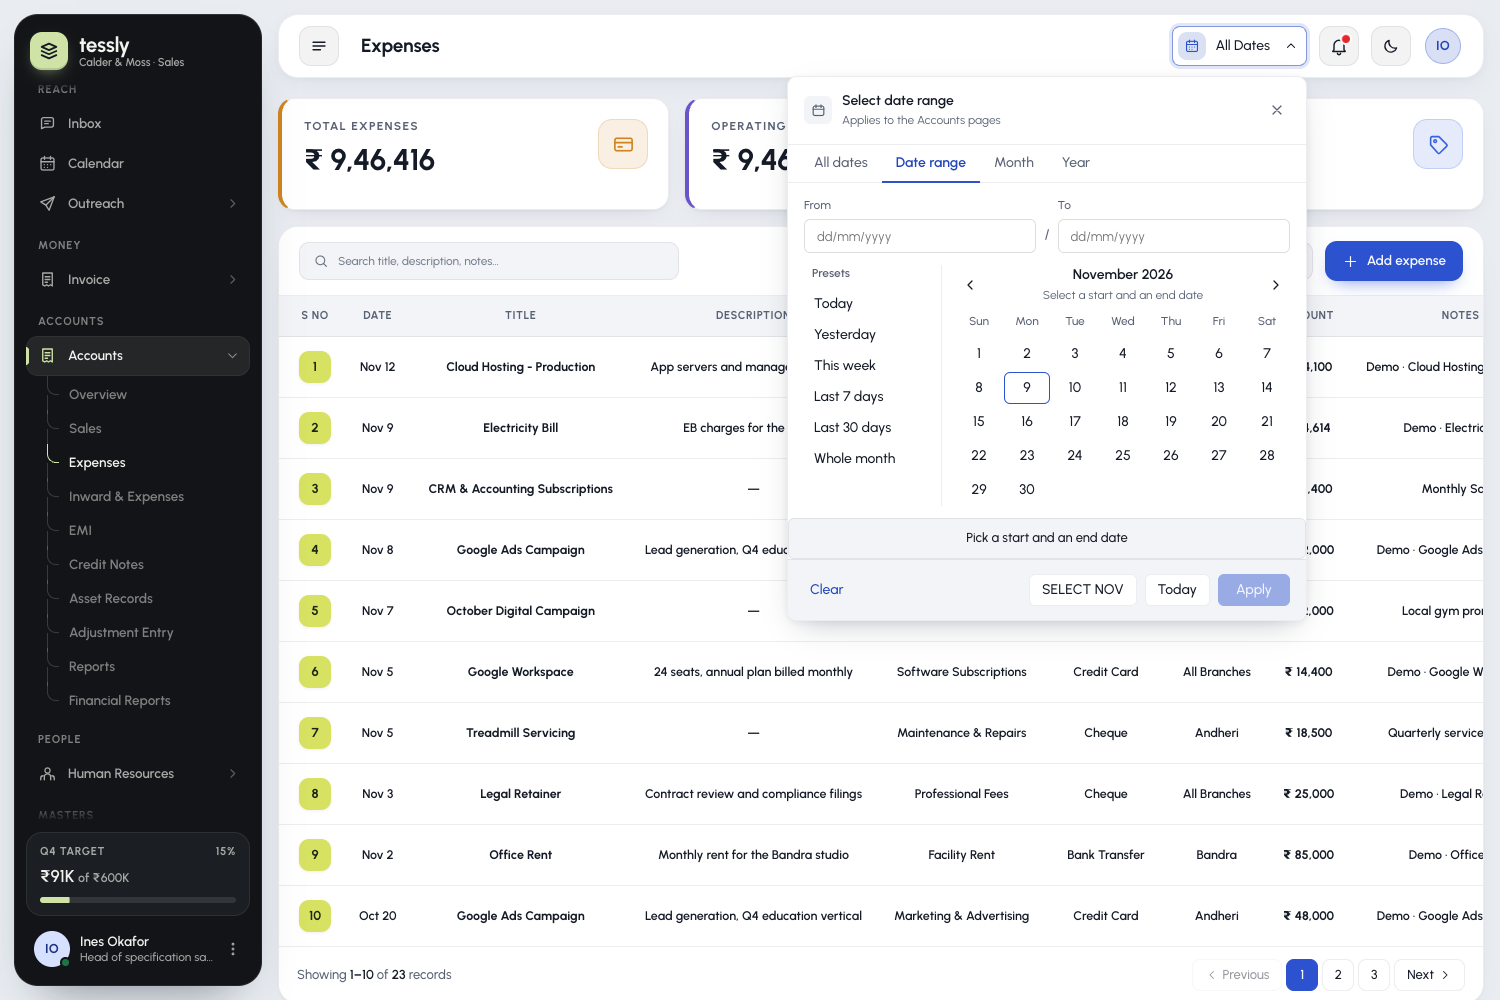 tessly
Calder & Moss · Sales
REACH
Inbox
Calendar
Outreach
MONEY
Invoice
ACCOUNTS
Accounts
Overview
Sales
Expenses
Inward & Expenses
EMI
Credit Notes
Asset Records
Adjustment Entry
Reports
Financial Reports
PEOPLE
Human Resources
MASTERS
Q4 TARGET 15%
₹91K of ₹600K
IO Ines Okafor
Head of specification sa...
Expenses
All Dates
IO
TOTAL EXPENSES
₹ 9,46,416
OPERATING
₹ 9,46
Search title, description, notes...
Add expense
Select date range
Applies to the Accounts pages
All dates Date range Month Year
From To
dd/mm/yyyy / dd/mm/yyyy
Presets
Today
Yesterday
This week
Last 7 days
Last 30 days
Whole month
November 2026
Select a start and an end date
Sun Mon Tue Wed Thu Fri Sat
1 2 3 4 5 6 7
8 9 10 11 12 13 14
15 16 17 18 19 20 21
22 23 24 25 26 27 28
29 30
Pick a start and an end date
Clear SELECT NOV Today Apply
S NO DATE TITLE DESCRIPTION OUNT NOTES
1 Nov 12 Cloud Hosting - Production App servers and manage 4,100 Demo · Cloud Hosting
2 Nov 9 Electricity Bill EB charges for the ,614 Demo · Electric
3 Nov 9 CRM & Accounting Subscriptions — ,400 Monthly Sa
4 Nov 8 Google Ads Campaign Lead generation, Q4 educ ,000 Demo · Google Ads
5 Nov 7 October Digital Campaign — ,000 Local gym pro
6 Nov 5 Google Workspace 24 seats, annual plan billed monthly Software Subscriptions Credit Card All Branches ₹ 14,400 Demo · Google W
7 Nov 5 Treadmill Servicing — Maintenance & Repairs Cheque Andheri ₹ 18,500 Quarterly service
8 Nov 3 Legal Retainer Contract review and compliance filings Professional Fees Cheque All Branches ₹ 25,000 Demo · Legal R
9 Nov 2 Office Rent Monthly rent for the Bandra studio Facility Rent Bank Transfer Bandra ₹ 85,000 Demo · Office
10 Oct 20 Google Ads Campaign Lead generation, Q4 education vertical Marketing & Advertising Credit Card Andheri ₹ 48,000 Demo · Google Ads
Showing 1–10 of 23 records
Previous 1 2 3 Next